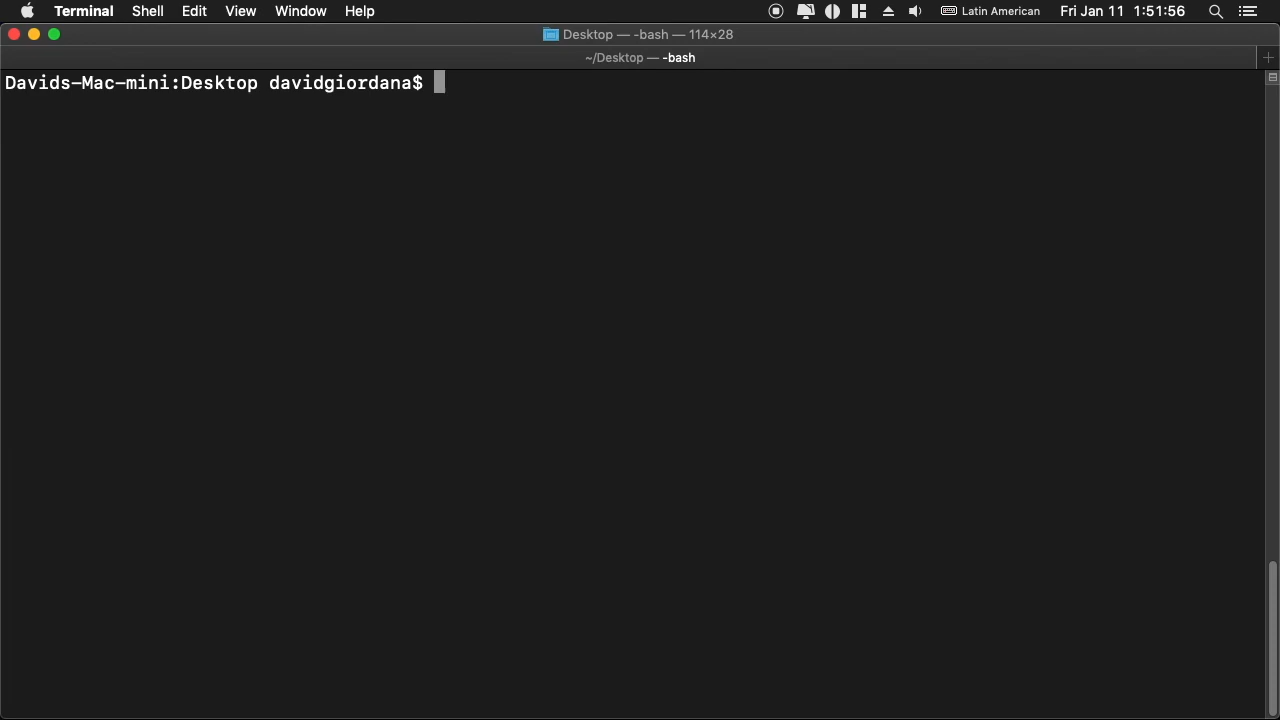 Terminal Shell Edit View Window Help Latin American Fri Jan 11 1:51:56
Desktop — -bash — 114×28
~/Desktop — -bash
Davids-Mac-mini:Desktop davidgiordana$